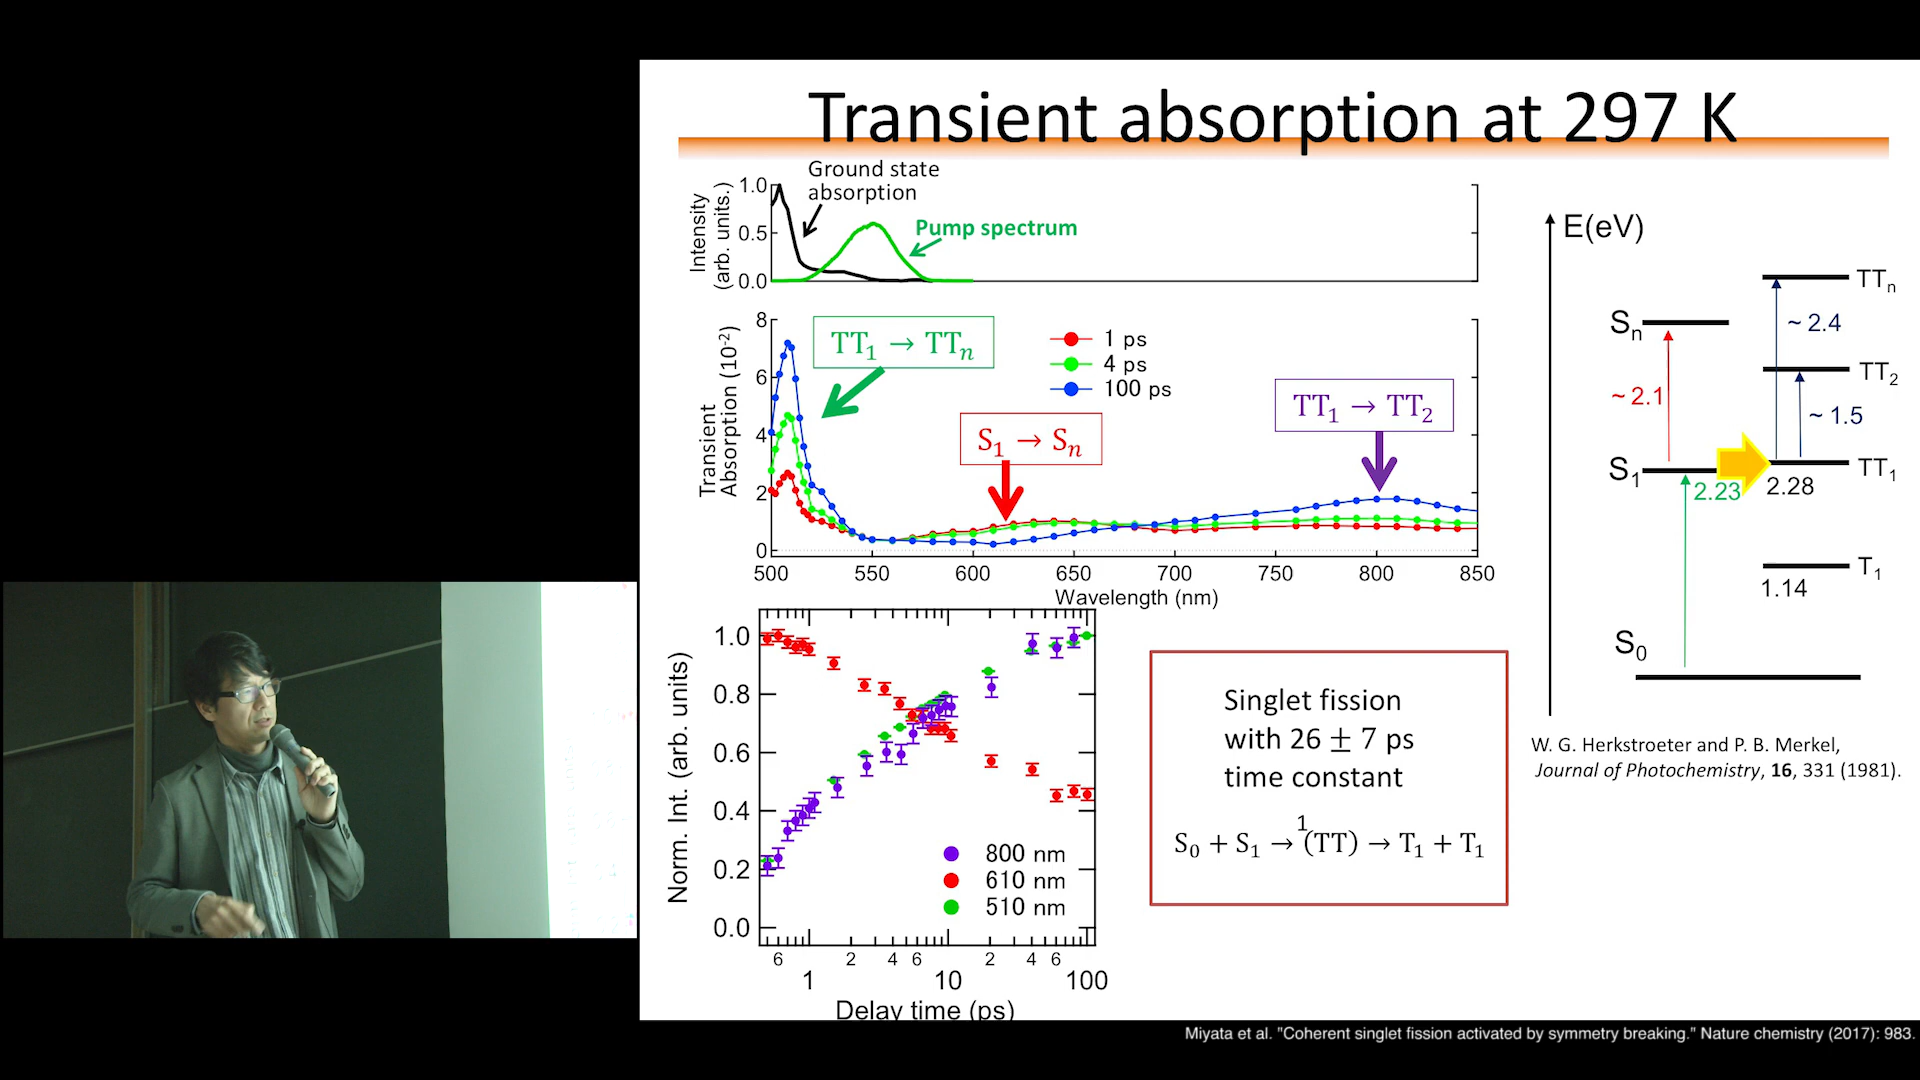 Transient absorption at 297 K
Ground state
absorption
Pump spectrum
Intensity
(arb. units.)
1.0
0.5
0.0
Transient
Absorption (10-2)
8
6
4
2
0
TT1 → TTn
S1 → Sn
TT1 → TT2
1 ps
4 ps
100 ps
500 550 600 650 700 750 800 850
Wavelength (nm)
Norm. Int. (arb. units)
1.0
0.8
0.6
0.4
0.2
0.0
800 nm
610 nm
510 nm
6 2 4 6 2 4 6
1 10 100
Delay time (ps)
Singlet fission
with 26 ± 7 ps
time constant
S0 + S1 → 1(TT) → T1 + T1
E(eV)
TTn
Sn
~ 2.4
TT2
~ 2.1
~ 1.5
S1
TT1
2.23
2.28
T1
1.14
S0
W. G. Herkstroeter and P. B. Merkel,
Journal of Photochemistry, 16, 331 (1981).
Miyata et al. "Coherent singlet fission activated by symmetry breaking." Nature chemistry (2017): 983.